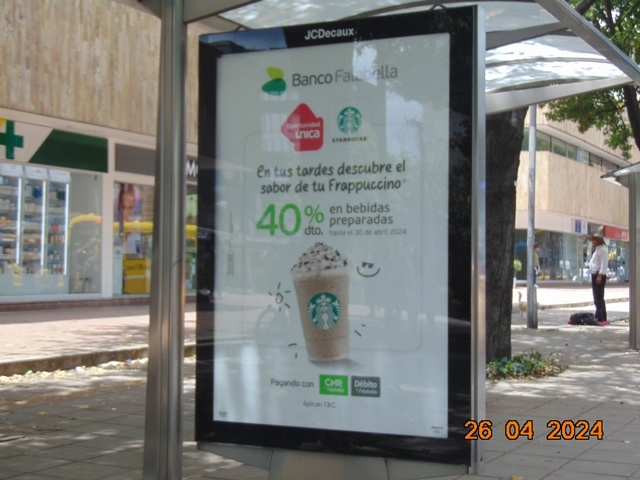 JCDecaux
Banco Falabella
Oportunidad
única
STARBUCKS
En tus tardes descubre el
sabor de tu Frappuccino
40% dto. en bebidas
preparadas
hasta el 30 de abril 2024
Pagando con CMR Débito
Aplican T&C.
26 04 2024